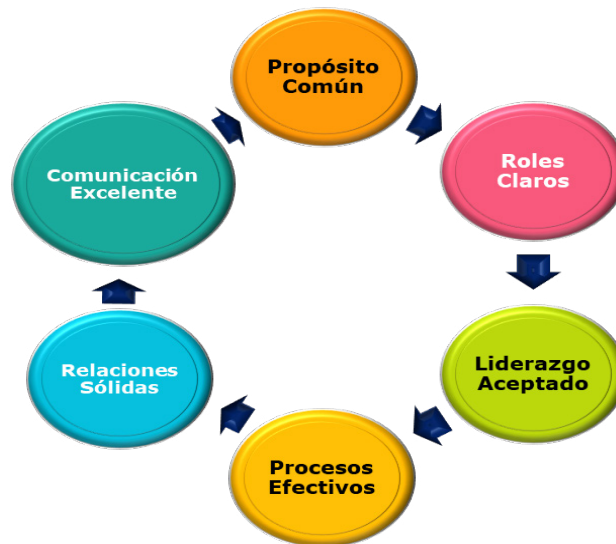 Propósito
Común
Roles
Claros
Liderazgo
Aceptado
Procesos
Efectivos
Relaciones
Sólidas
Comunicación
Excelente